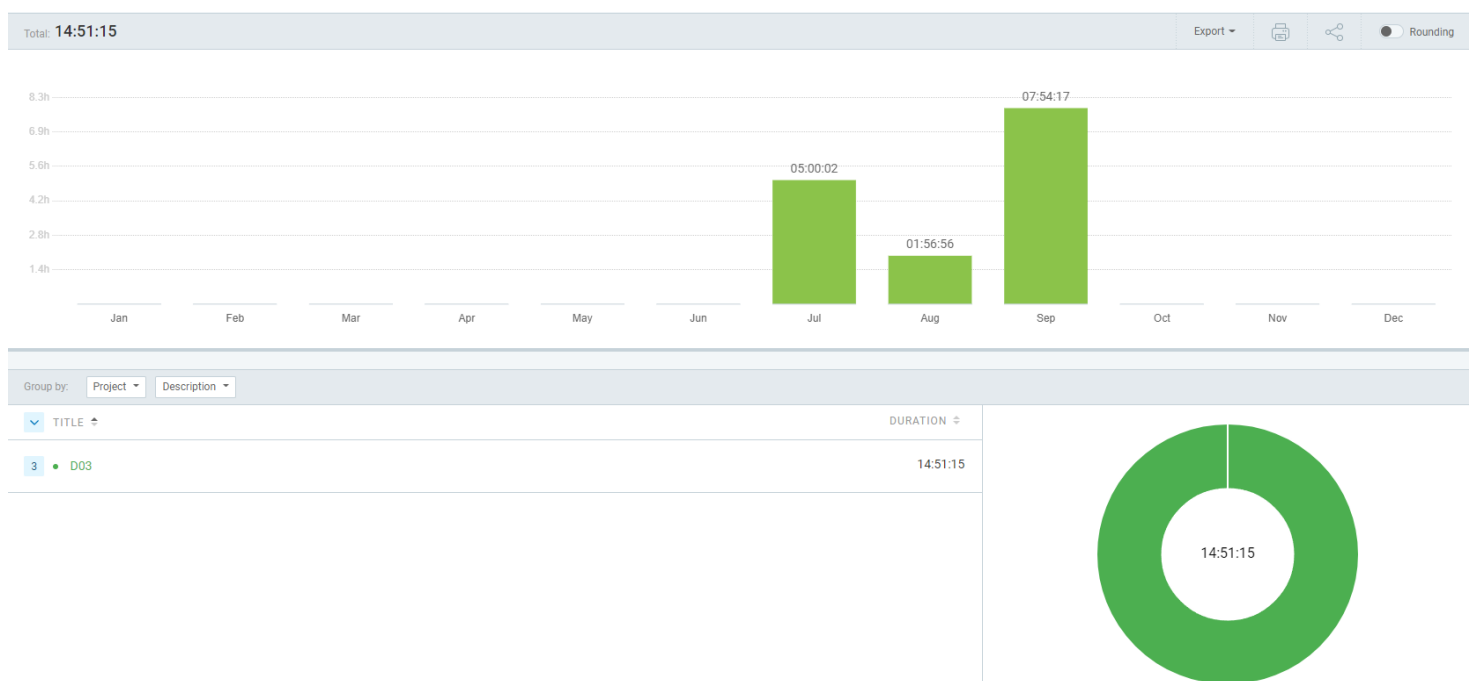 Total: 14:51:15
Export
Rounding
8.3h
07:54:17
6.9h
5.6h
05:00:02
4.2h
2.8h
01:56:56
1.4h
Jan Feb Mar Apr May Jun Jul Aug Sep Oct Nov Dec
Group by: Project Description
TITLE DURATION
3 • D03 14:51:15
14:51:15